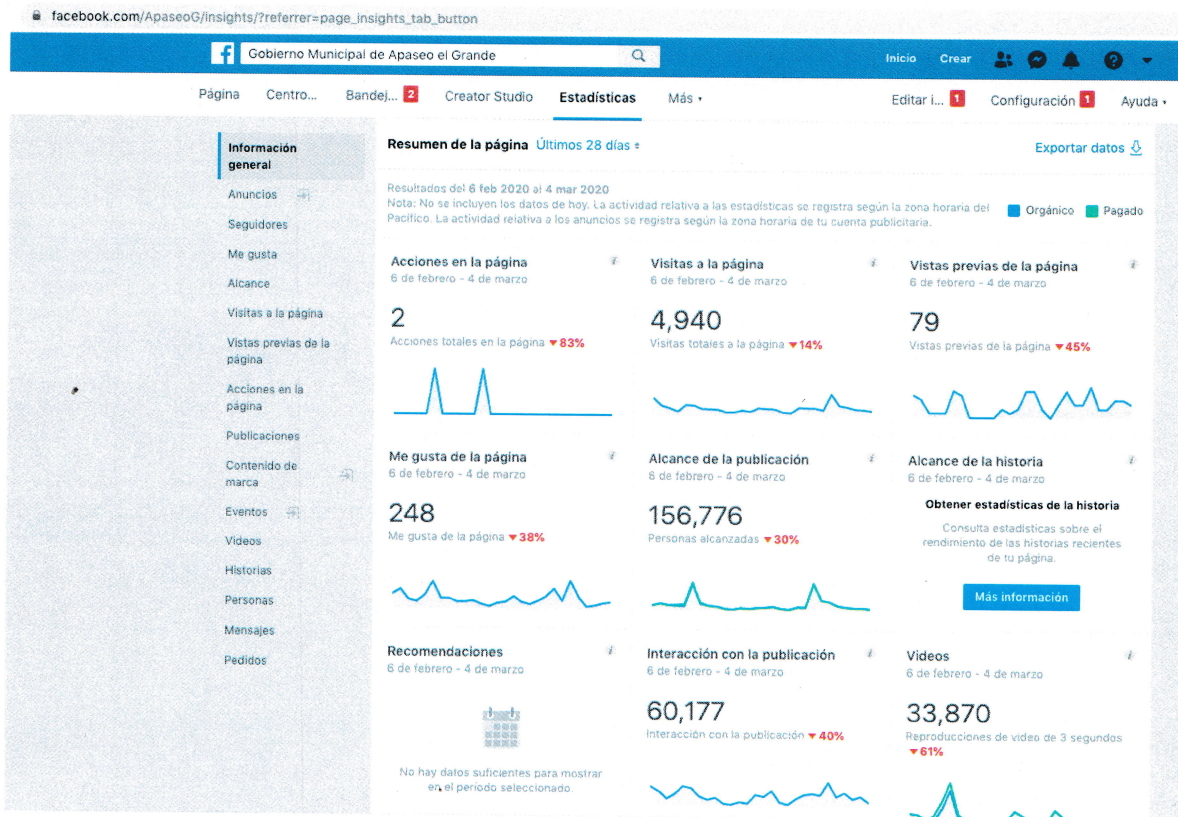 facebook.com/ApaseoG/insights/?referrer=page_insights_tab_button
f Gobierno Municipal de Apaseo el Grande
Inicio Crear
Página Centro... Bandej... 2 Creator Studio Estadísticas Más
Editar i... 1 Configuración 1 Ayuda
Información
general
Anuncios
Seguidores
Me gusta
Alcance
Visitas a la página
Vistas previas de la
página
Acciones en la
página
Publicaciones
Contenido de
marca
Eventos
Videos
Historias
Personas
Mensajes
Pedidos
Resumen de la página Últimos 28 días
Exportar datos
Resultados del 6 feb 2020 al 4 mar 2020
Nota: No se incluyen los datos de hoy. La actividad relativa a las estadísticas se registra según la zona horaria del
Pacífico. La actividad relativa a los anuncios se registra según la zona horaria de tu cuenta publicitaria.
Orgánico Pagado
Acciones en la página
6 de febrero - 4 de marzo
2
Acciones totales en la página ▼83%
Visitas a la página
6 de febrero - 4 de marzo
4,940
Visitas totales a la página ▼14%
Vistas previas de la página
6 de febrero - 4 de marzo
79
Vistas previas de la página ▼45%
Me gusta de la página
6 de febrero - 4 de marzo
248
Me gusta de la página ▼38%
Alcance de la publicación
6 de febrero - 4 de marzo
156,776
Personas alcanzadas ▼30%
Alcance de la historia
6 de febrero - 4 de marzo
Obtener estadísticas de la historia
Consulta estadísticas sobre el
rendimiento de las historias recientes
de tu página.
Más información
Recomendaciones
6 de febrero - 4 de marzo
No hay datos suficientes para mostrar
en el periodo seleccionado.
Interacción con la publicación
6 de febrero - 4 de marzo
60,177
Interacción con la publicación ▼40%
Videos
6 de febrero - 4 de marzo
33,870
Reproducciones de video de 3 segundos
▼61%